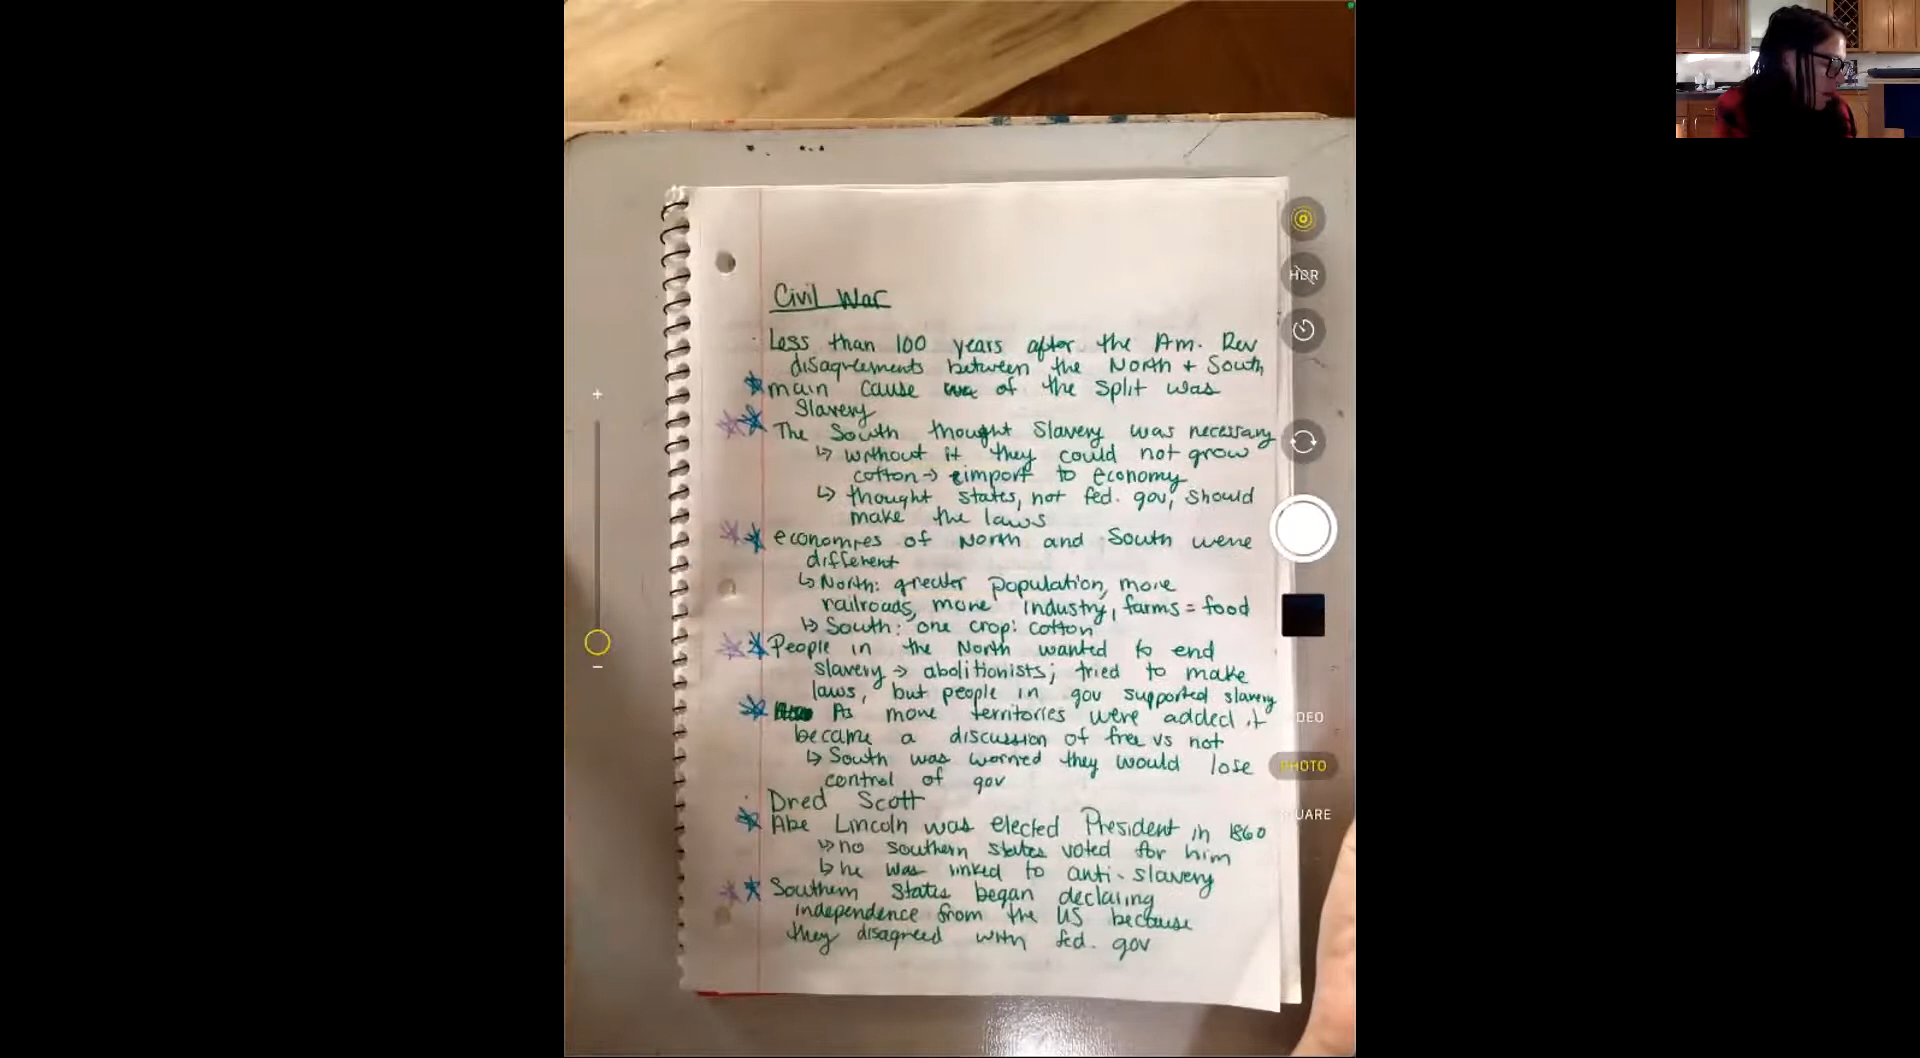 Civil War
Less than 100 years after the Am. Rev
disagreements between the North + South
main cause of the split was
Slavery
The South thought Slavery was necessary
↳ without it they could not grow
cotton → import to economy
↳ thought states, not fed. gov, should
make the laws
economies of North and South were
different
↳ North: greater population, more
railroads, more industry, farms = food
↳ South: one crop: cotton
People in the North wanted to end
slavery → abolitionists; tried to make
laws, but people in gov supported slavery
As more territories were added it
became a discussion of free vs not
↳ South was worried they would lose
control of gov
Dred Scott
Abe Lincoln was elected President in 1860
↳ no southern states voted for him
↳ he was linked to anti-slavery
Southern States began declaring
independence from the US because
they disagreed with fed. gov
HDR
DEO
PHOTO
UARE